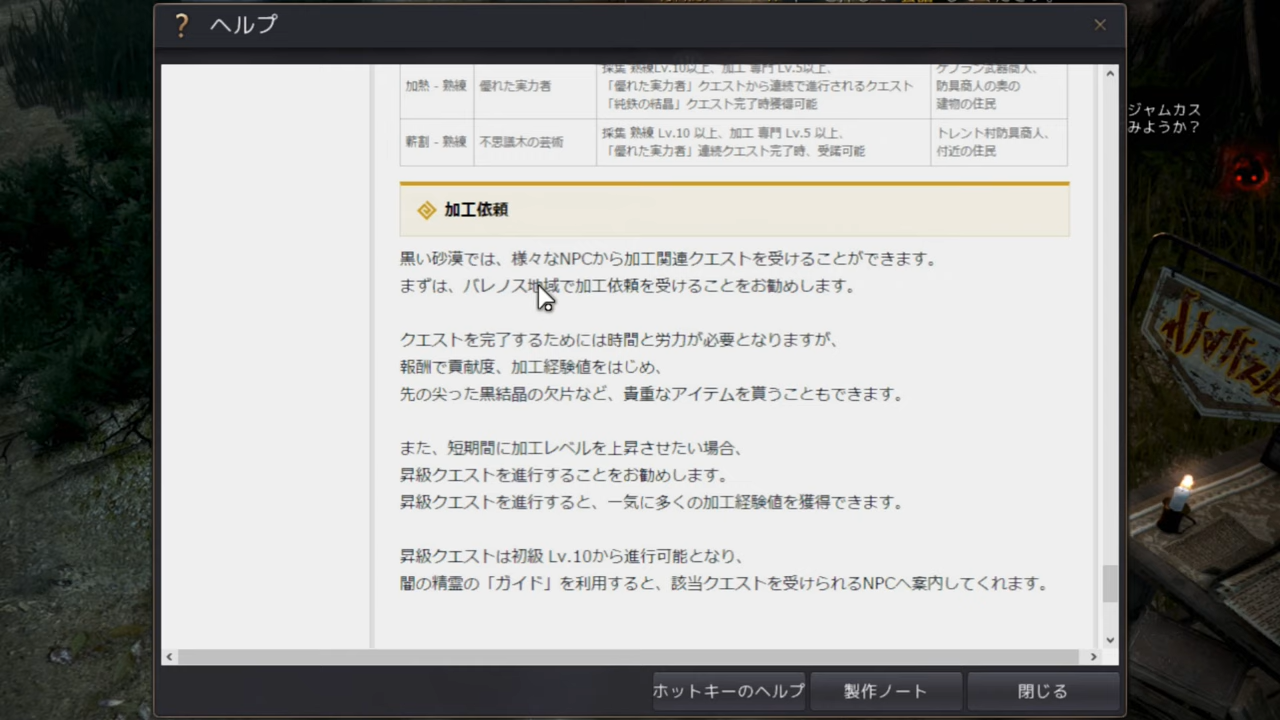 ヘルプ
採集 熟練Lv.10以上、加工 専門 Lv.5以上、
加熱 - 熟練
優れた実力者
「優れた実力者」クエストから連続で進行されるクエスト
「純鉄の結晶」クエスト完了時獲得可能
ケプラン武器商人、
防具商人の奥の
建物の住民
薪割 - 熟練
不思議木の芸術
採集 熟練 Lv.10 以上、加工 専門 Lv.5 以上、
「優れた実力者」連続クエスト完了時、受諾可能
トレント村防具商人、
付近の住民
加工依頼
黒い砂漠では、様々なNPCから加工関連クエストを受けることができます。
まずは、バレノス地域で加工依頼を受けることをお勧めします。
クエストを完了するためには時間と労力が必要となりますが、
報酬で貢献度、加工経験値をはじめ、
先の尖った黒結晶の欠片など、貴重なアイテムを貰うこともできます。
また、短期間に加工レベルを上昇させたい場合、
昇級クエストを進行することをお勧めします。
昇級クエストを進行すると、一気に多くの加工経験値を獲得できます。
昇級クエストは初級 Lv.10から進行可能となり、
闇の精霊の「ガイド」を利用すると、該当クエストを受けられるNPCへ案内してくれます。
ホットキーのヘルプ
製作ノート
閉じる
ジャムカス
みようか？